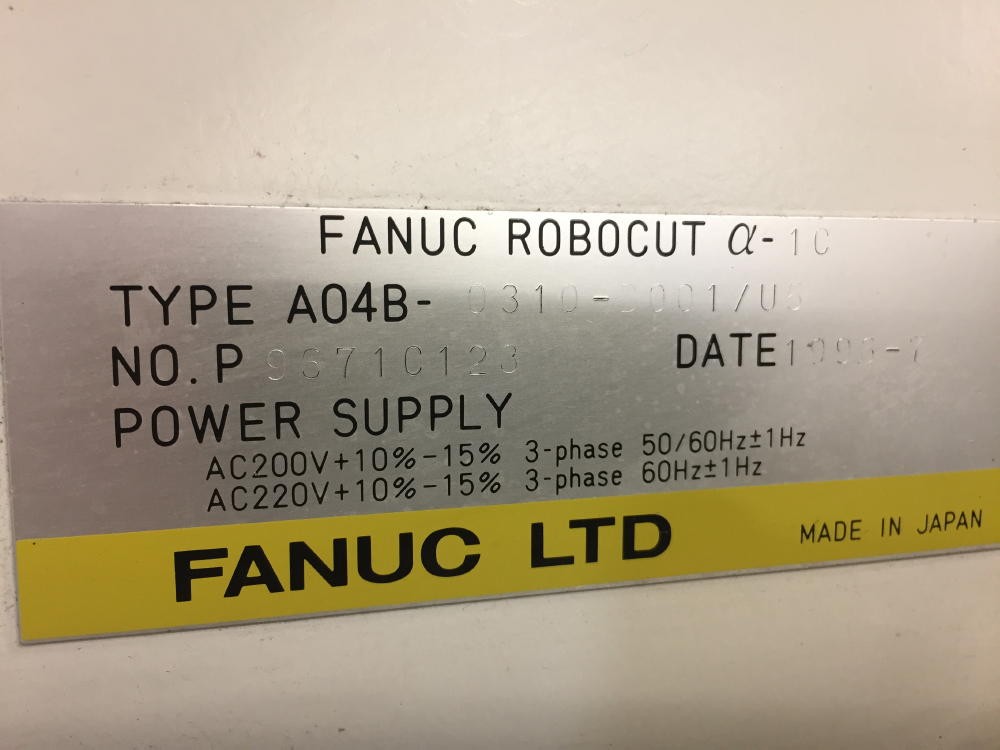 FANUC ROBOCUT α-1C
TYPE A04B-
NO. P 96710123 DATE
POWER SUPPLY
AC200V+10%-15% 3-phase 50/60Hz±1Hz
AC220V+10%-15% 3-phase 60Hz±1Hz
FANUC LTD MADE IN JAPAN